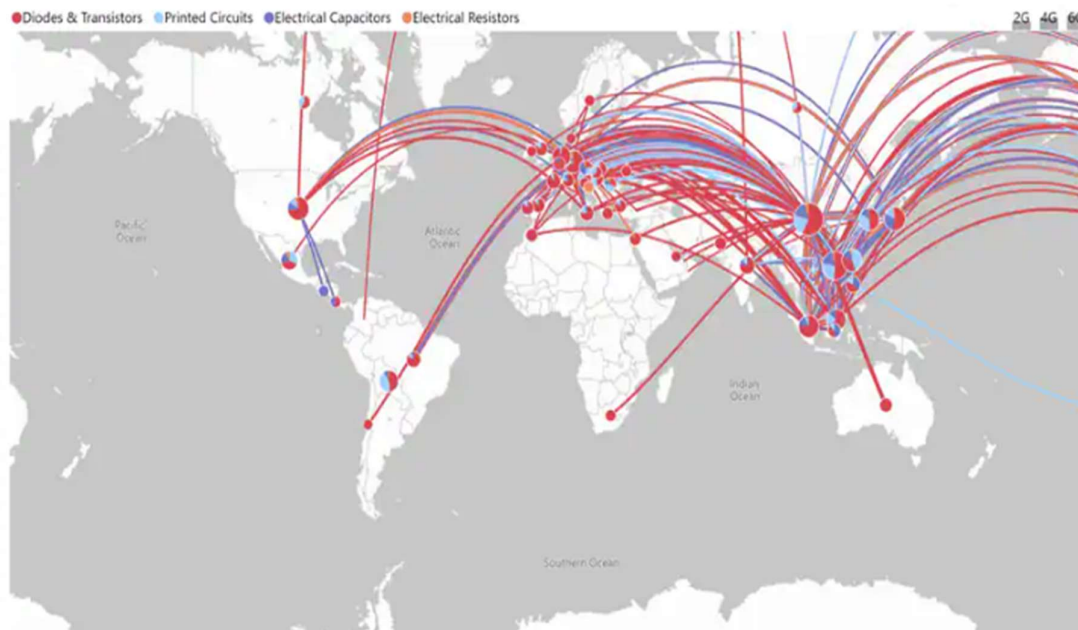 Diodes & Transistors Printed Circuits Electrical Capacitors Electrical Resistors 2G 4G
Pacific
Ocean
Atlantic
Ocean
Indian
Ocean
Southern Ocean